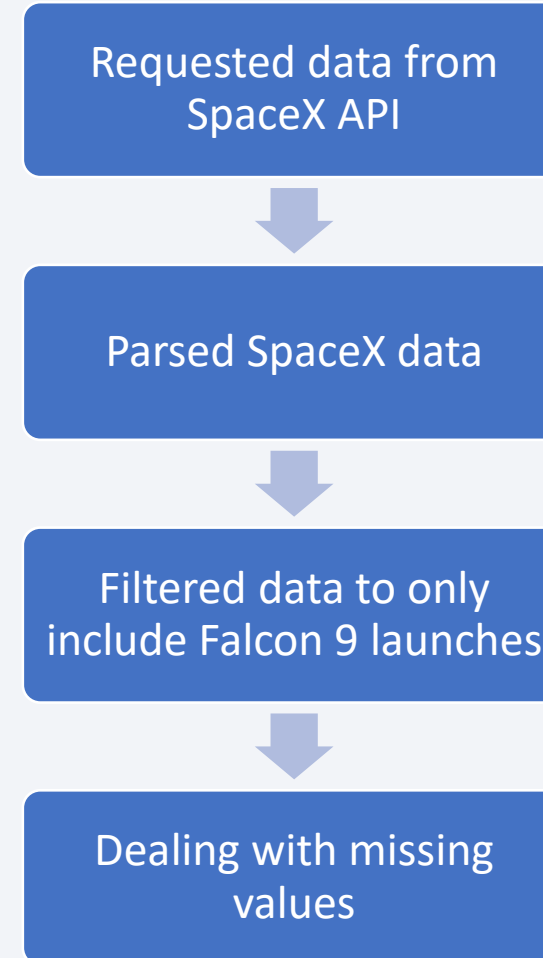 Requested data from
SpaceX API
Parsed SpaceX data
Filtered data to only
include Falcon 9 launches
Dealing with missing
values